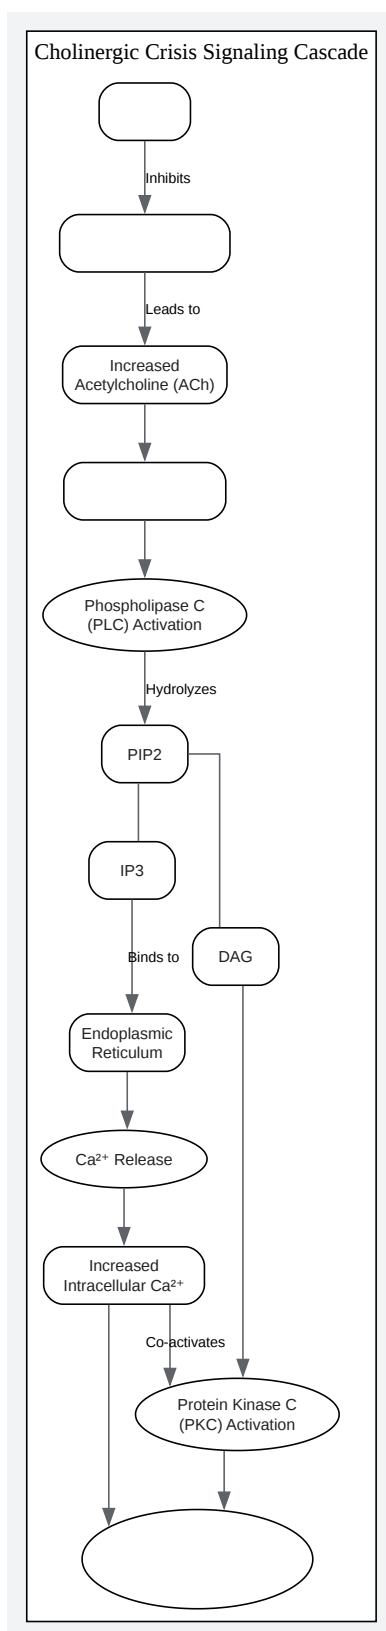 Cholinergic Crisis Signaling Cascade
Inhibits
Leads to
Increased
Acetylcholine (ACh)
Phospholipase C
(PLC) Activation
Hydrolyzes
PIP2
IP3
Binds to
DAG
Endoplasmic
Reticulum
Ca²⁺ Release
Increased
Intracellular Ca²⁺
Co-activates
Protein Kinase C
(PKC) Activation